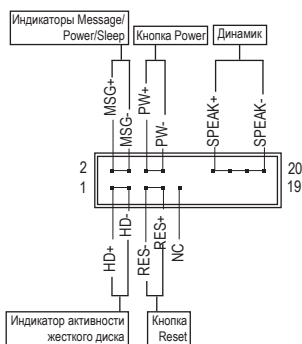 Индикаторы Message/
Power/Sleep
Кнопка Power
Динамик
MSG+
MSG-
PW+
PW-
SPEAK+
SPEAK-
2
20
1
19
HD+
HD-
RES-
RES+
NC
Индикатор активности
жесткого диска
Кнопка
Reset